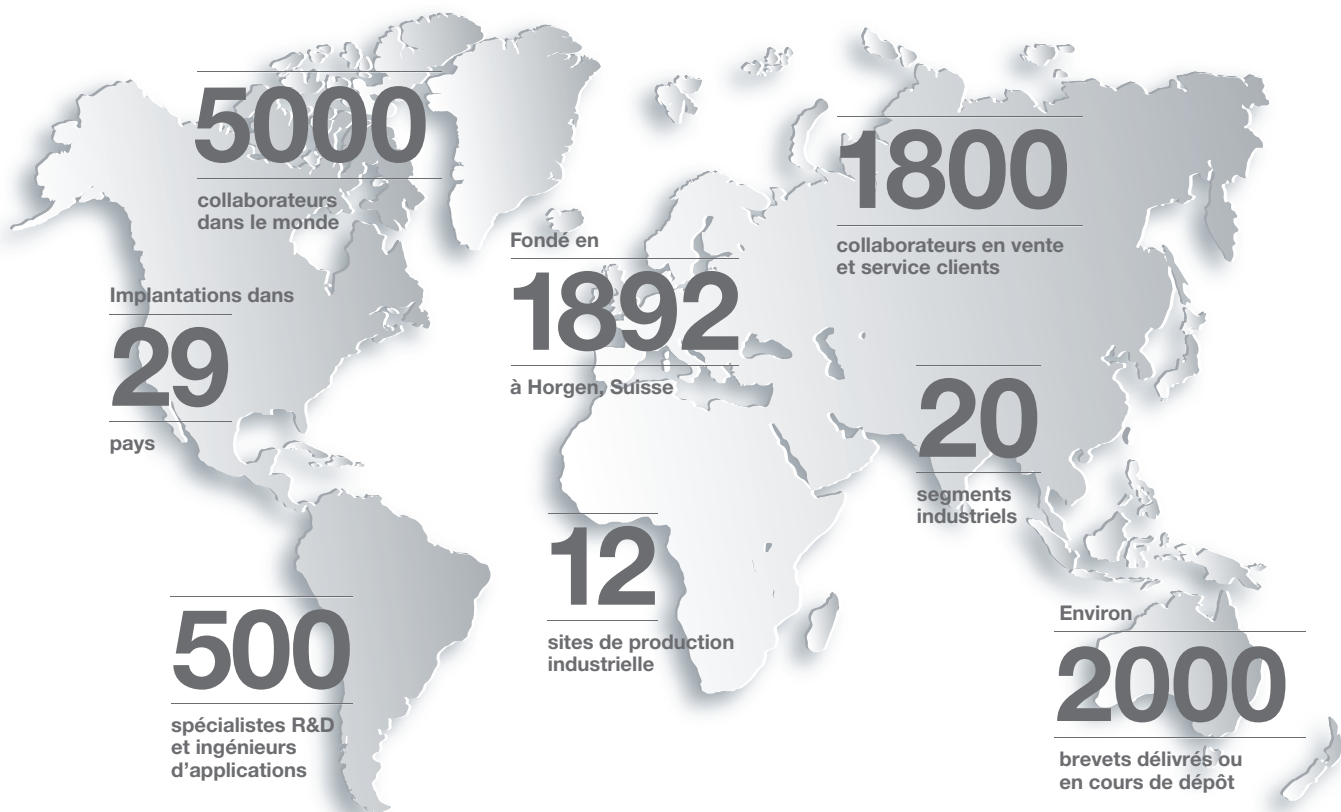 5000
collaborateurs
dans le monde
1800
collaborateurs en vente
et service clients
Fondé en
1892
à Horgen, Suisse
Implantations dans
29
pays
20
segments
industriels
12
sites de production
industrielle
500
spécialistes R&D
et ingénieurs
d’applications
Environ
2000
brevets délivrés ou
en cours de dépôt